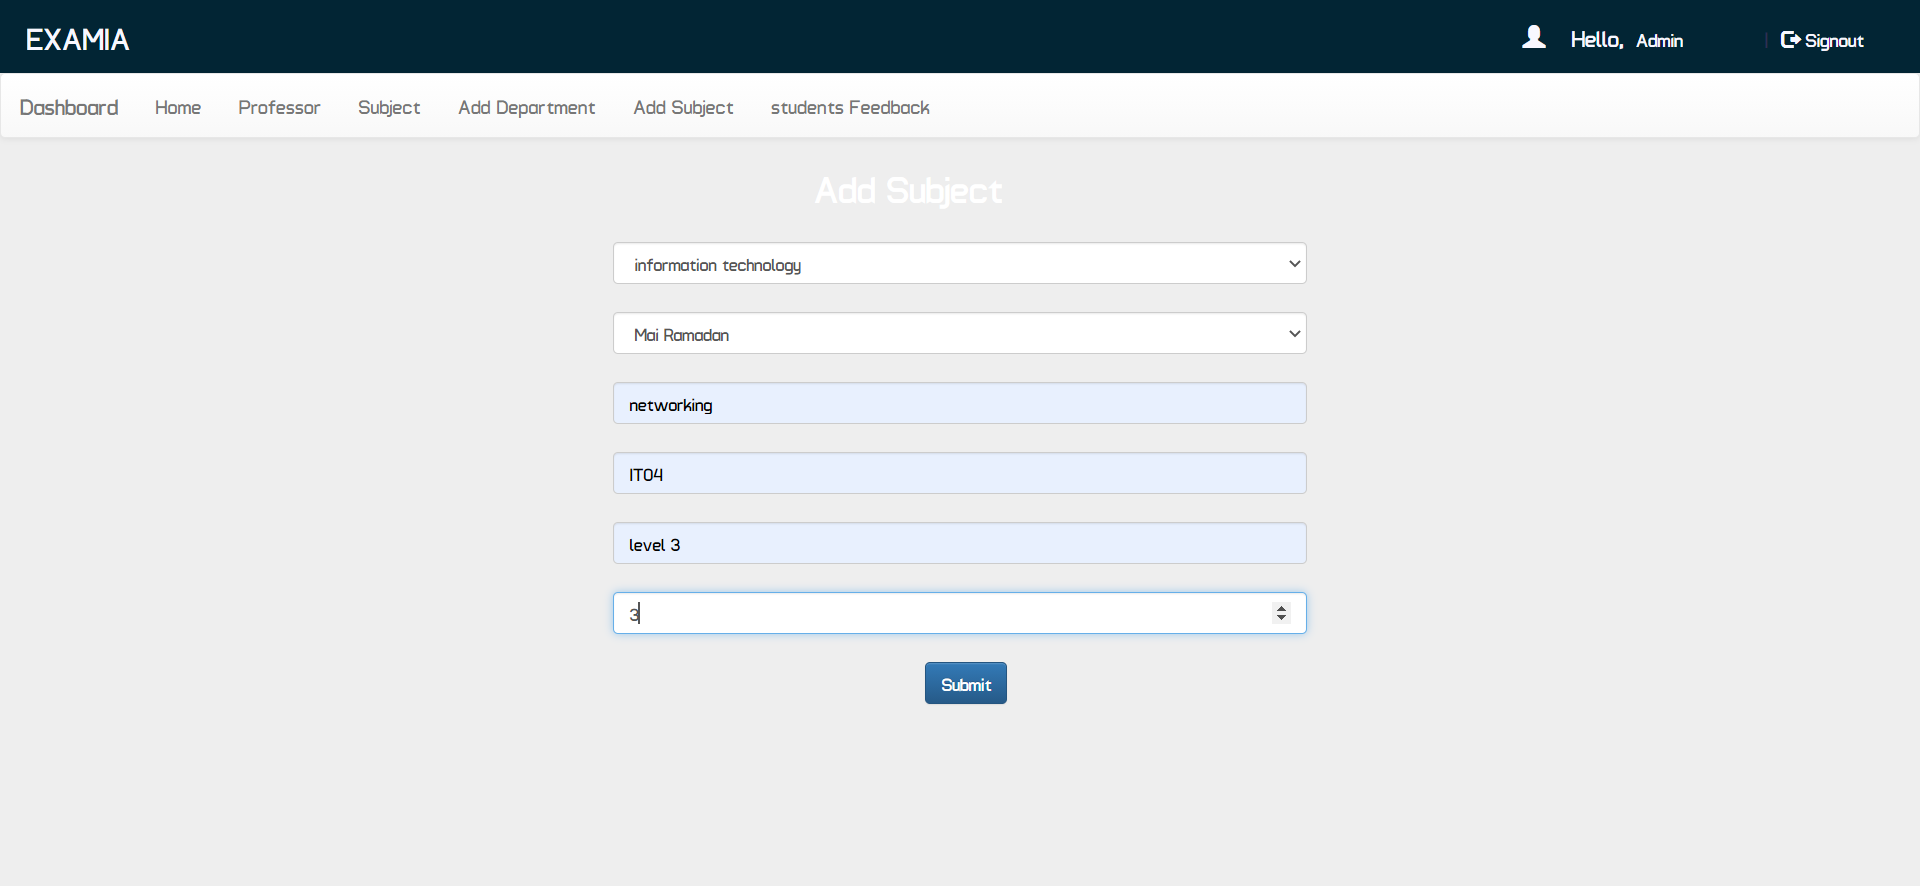 EXAMIA
Hello, Admin | Signout
Dashboard Home Professor Subject Add Department Add Subject students Feedback
Add Subject
information technology
Mai Ramadan
networking
IT04
level 3
3
Submit